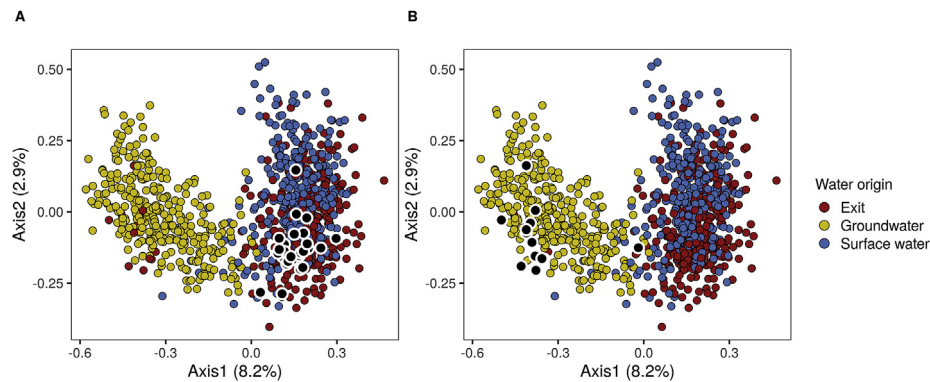 A
B
0.50
0.25
0.00
-0.25
Axis2 (2.9%)
-0.6
-0.3
0.0
0.3
Axis1 (8.2%)
0.50
0.25
0.00
-0.25
Axis2 (2.9%)
-0.6
-0.3
0.0
0.3
Axis1 (8.2%)
Water origin
Exit
Groundwater
Surface water